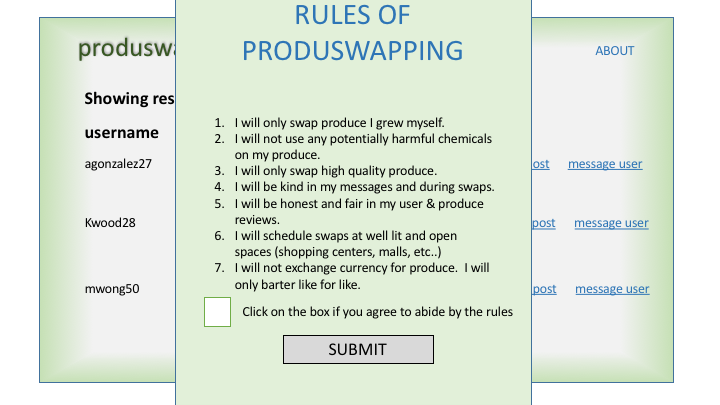 RULES OF
PRODUSWAPPING
produswa
ABOUT
Showing res
username
agonzalez27
ost message user
Kwood28
post message user
mwong50
post message user
1. I will only swap produce I grew myself.
2. I will not use any potentially harmful chemicals
on my produce.
3. I will only swap high quality produce.
4. I will be kind in my messages and during swaps.
5. I will be honest and fair in my user & produce
reviews.
6. I will schedule swaps at well lit and open
spaces (shopping centers, malls, etc..)
7. I will not exchange currency for produce. I will
only barter like for like.
Click on the box if you agree to abide by the rules
SUBMIT